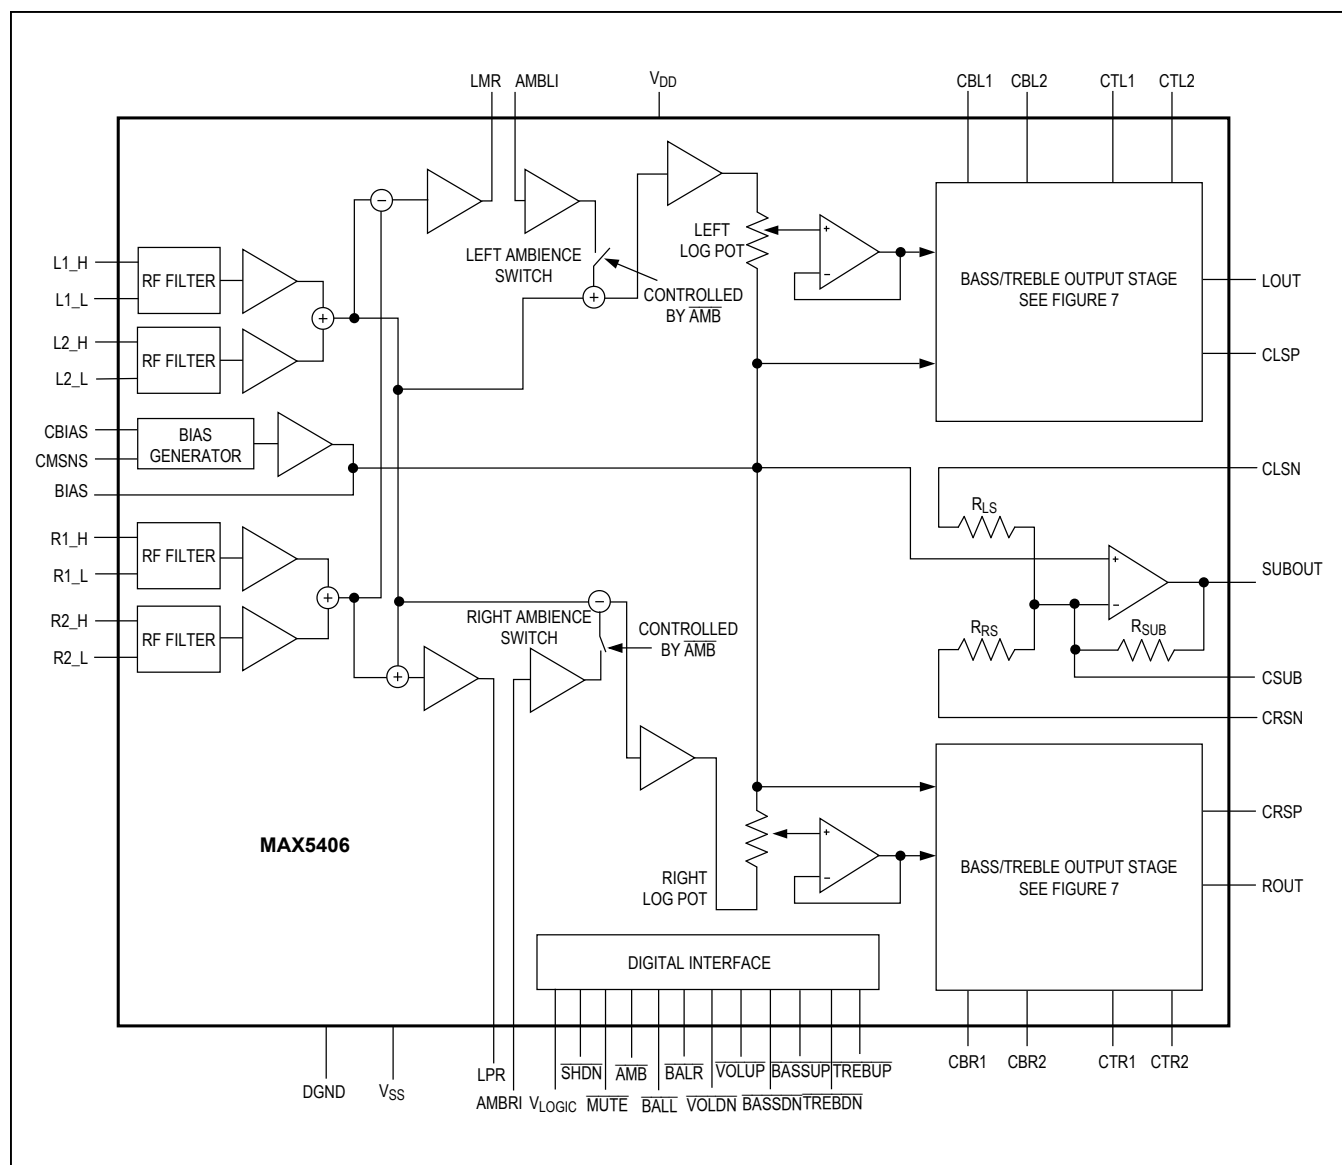 LMR
AMBLI
VDD
CBL1
CBL2
CTL1
CTL2
−
LEFT AMBIENCE
SWITCH
+
CONTROLLED
BY AMB
LEFT
LOG POT
+
−
BASS/TREBLE OUTPUT STAGE
SEE FIGURE 7
LOUT
CLSP
L1_H
L1_L
RF FILTER
+
L2_H
L2_L
RF FILTER
CBIAS
CMSNS
BIAS
GENERATOR
BIAS
CLSN
RLS
+
−
SUBOUT
RRS
RSUB
CSUB
CRSN
R1_H
R1_L
RF FILTER
+
R2_H
R2_L
RF FILTER
−
RIGHT AMBIENCE
SWITCH
CONTROLLED
BY AMB
+
MAX5406
RIGHT
LOG POT
+
−
BASS/TREBLE OUTPUT STAGE
SEE FIGURE 7
CRSP
ROUT
DIGITAL INTERFACE
DGND
VSS
LPR
AMBRI
VLOGIC
SHDN
MUTE
AMB
BALL
BALR
VOLDN
VOLUP
BASSDN
BASSUP
TREBDN
TREBUP
CBR1
CBR2
CTR1
CTR2